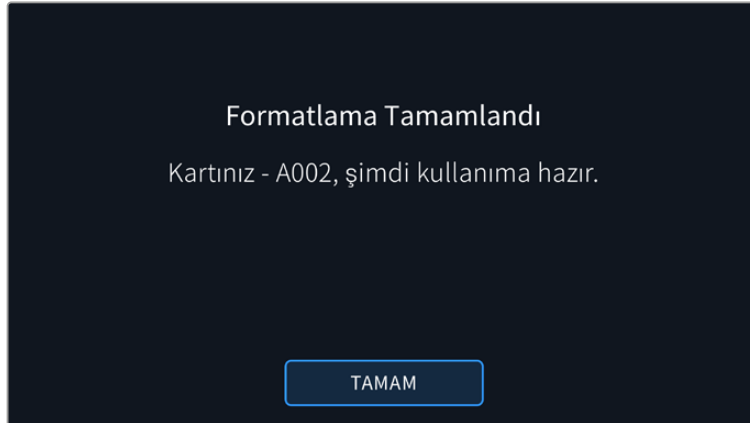 Formatlama Tamamlandı
Kartınız - A002, şimdi kullanıma hazır.
TAMAM